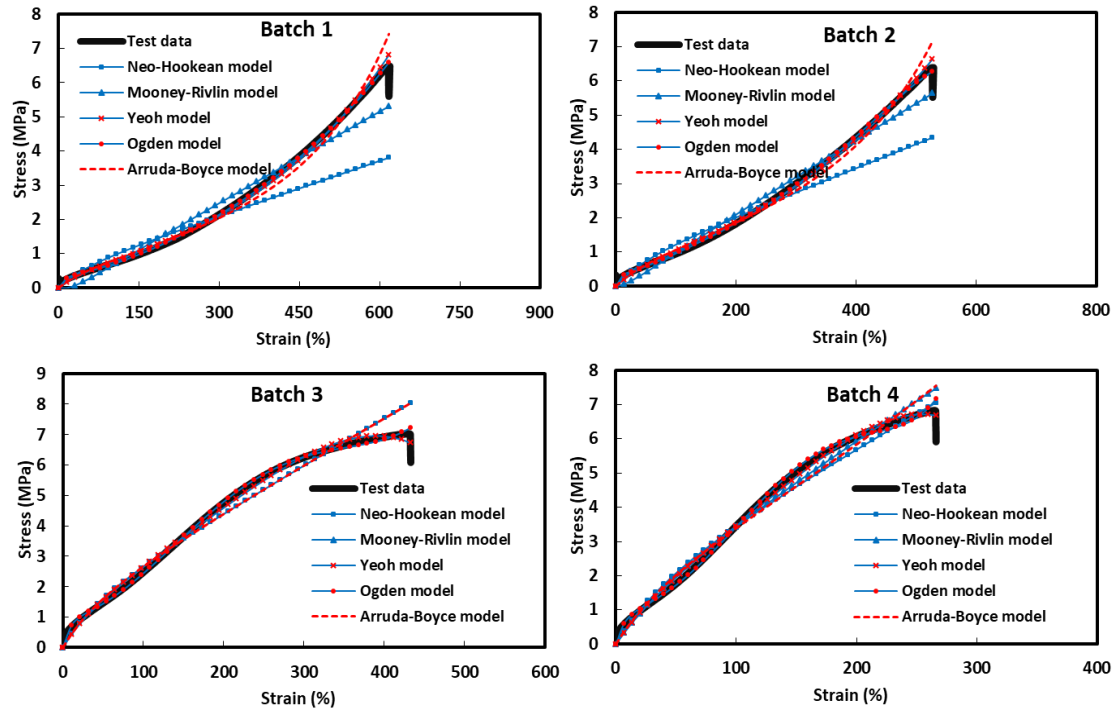 Batch 1
Stress (MPa)
8
7
6
5
4
3
2
1
0
Test data
Neo-Hookean model
Mooney-Rivlin model
Yeoh model
Ogden model
Arruda-Boyce model
0 150 300 450 600 750 900
Strain (%)
Batch 2
Stress (MPa)
8
7
6
5
4
3
2
1
0
Test data
Neo-Hookean model
Mooney-Rivlin model
Yeoh model
Ogden model
Arruda-Boyce model
0 200 400 600 800
Strain (%)
Batch 3
Stress (MPa)
9
8
7
6
5
4
3
2
1
0
Test data
Neo-Hookean model
Mooney-Rivlin model
Yeoh model
Ogden model
Arruda-Boyce model
0 100 200 300 400 500 600
Strain (%)
Batch 4
Stress (MPa)
8
7
6
5
4
3
2
1
0
Test data
Neo-Hookean model
Mooney-Rivlin model
Yeoh model
Ogden model
Arruda-Boyce model
0 100 200 300 400
Strain (%)